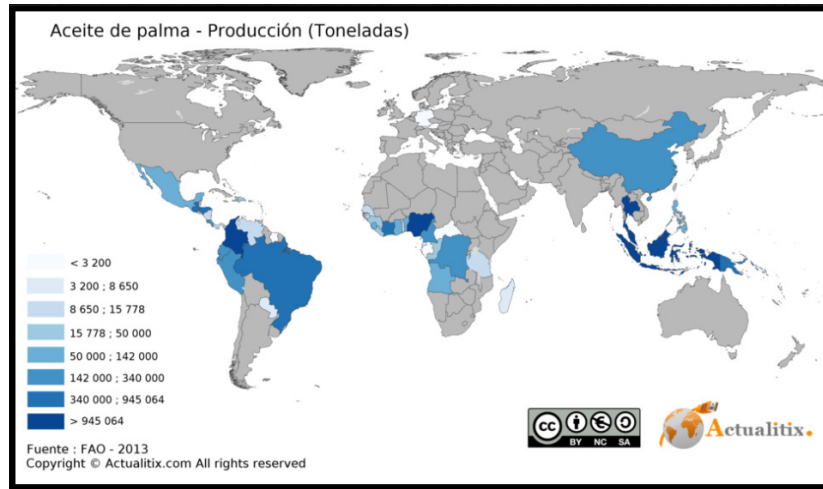 Aceite de palma - Producción (Toneladas)
< 3 200
3 200 ; 8 650
8 650 ; 15 778
15 778 ; 50 000
50 000 ; 142 000
142 000 ; 340 000
340 000 ; 945 064
> 945 064
cc
BY NC SA
Actualitix.
Fuente : FAO - 2013
Copyright © Actualitix.com All rights reserved